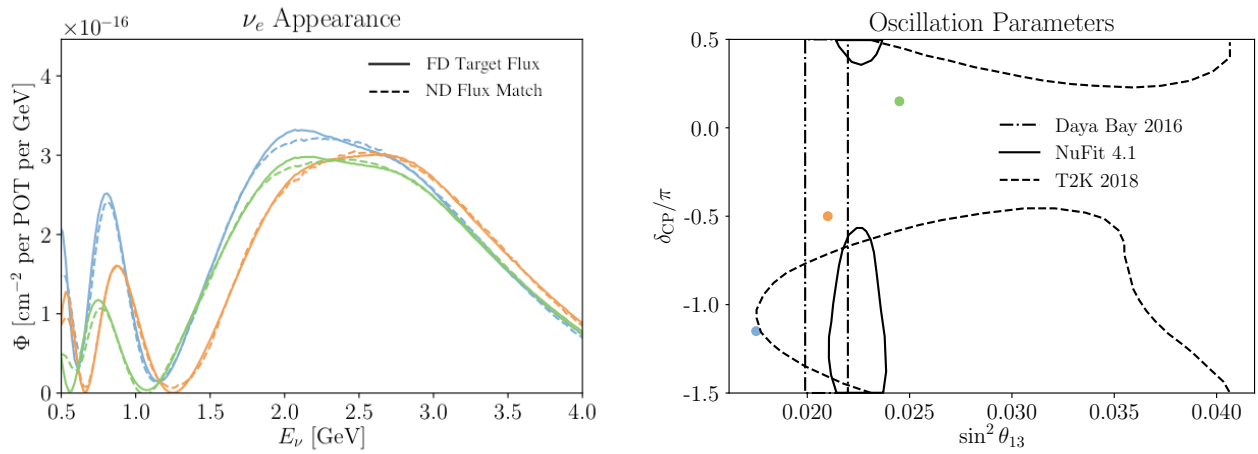 νe Appearance
×10−16
FD Target Flux
ND Flux Match
Φ [cm−2 per POT per GeV]
4
3
2
1
0
0.5 1.0 1.5 2.0 2.5 3.0 3.5 4.0
Eν [GeV]
Oscillation Parameters
Daya Bay 2016
NuFit 4.1
T2K 2018
δCP/π
0.5
0.0
-0.5
-1.0
-1.5
0.020 0.025 0.030 0.035 0.040
sin2 θ13